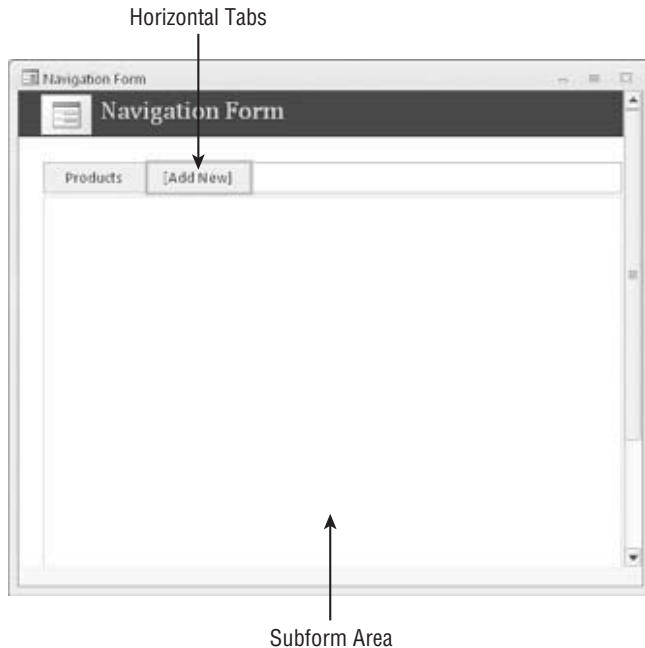 Horizontal Tabs
Navigation Form
Navigation Form
Products [Add New]
Subform Area